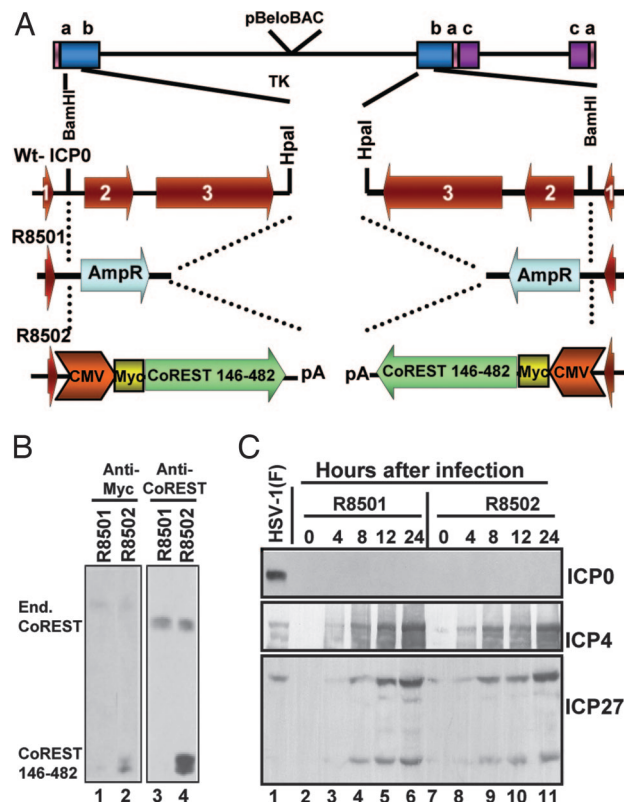 A
pBeloBAC
a b b a c c a
TK
BamHI HpaI HpaI BamHI
Wt- ICP0
1 2 3 3 2 1
R8501
AmpR AmpR
R8502
CMV Myc CoREST 146-482 pA pA CoREST 146-482 Myc CMV
B
Anti-Myc Anti-CoREST
R8501 R8502 R8501 R8502
End. CoREST
CoREST 146-482
1 2 3 4
C
Hours after infection
HSV-1(F) R8501 R8502
0 4 8 12 24 0 4 8 12 24
ICP0
ICP4
ICP27
1 2 3 4 5 6 7 8 9 10 11